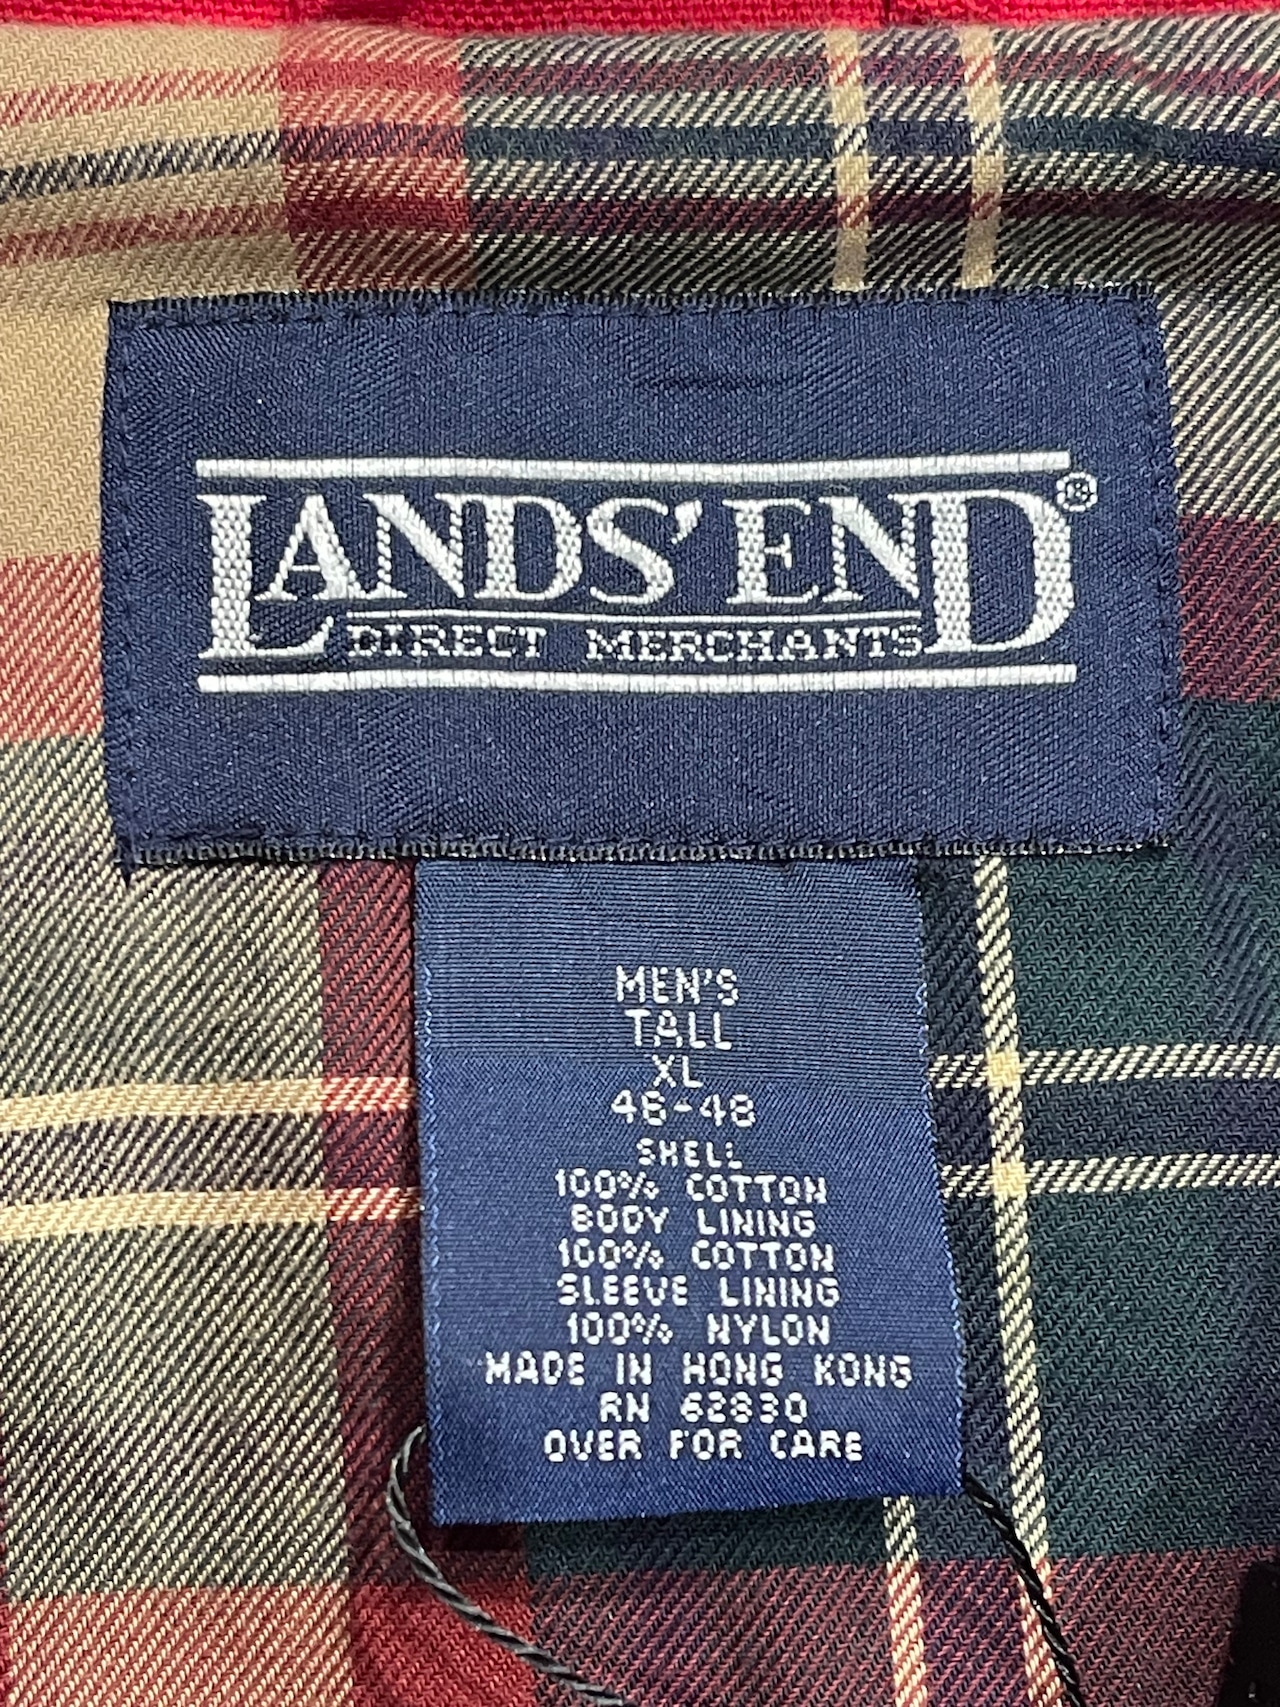 LANDS' END®
DIRECT MERCHANTS
MEN'S
TALL
XL
46-48
SHELL
100% COTTON
BODY LINING
100% COTTON
SLEEVE LINING
100% NYLON
MADE IN HONG KONG
RN 62830
OVER FOR CARE